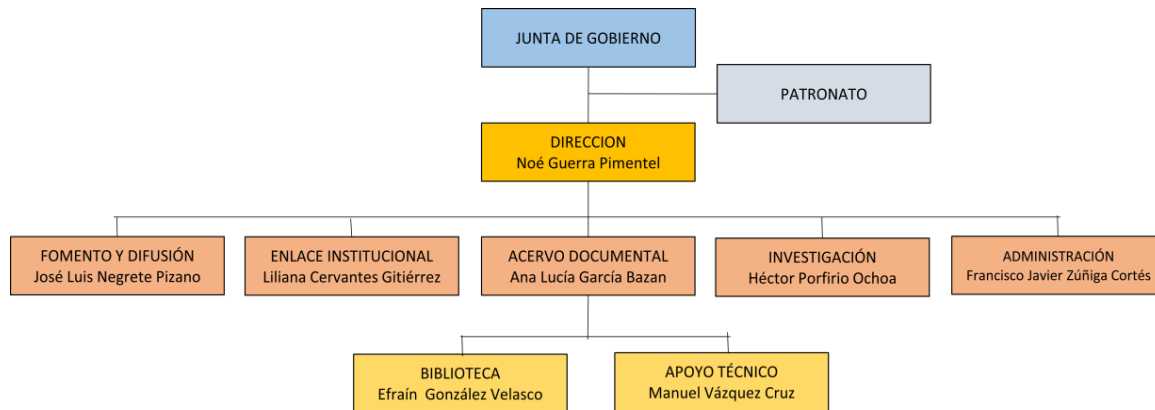 JUNTA DE GOBIERNO
PATRONATO
DIRECCION
Noé Guerra Pimentel
FOMENTO Y DIFUSIÓN
José Luis Negrete Pizano
ENLACE INSTITUCIONAL
Liliana Cervantes Gitiérrez
ACERVO DOCUMENTAL
Ana Lucía García Bazan
INVESTIGACIÓN
Héctor Porfirio Ochoa
ADMINISTRACIÓN
Francisco Javier Zúñiga Cortés
BIBLIOTECA
Efraín González Velasco
APOYO TÉCNICO
Manuel Vázquez Cruz